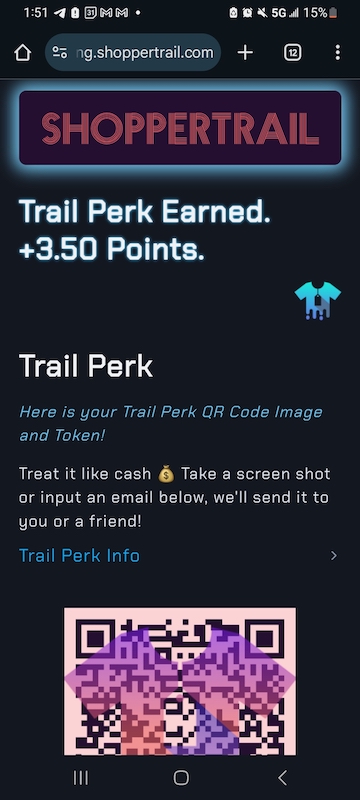 1:51
31
5G 15%
ng.shoppertrail.com
12
SHOPPERTRAIL
Trail Perk Earned.
+3.50 Points.
Trail Perk
Here is your Trail Perk QR Code Image
and Token!
Treat it like cash 💰 Take a screen shot
or input an email below, we'll send it to
you or a friend!
Trail Perk Info